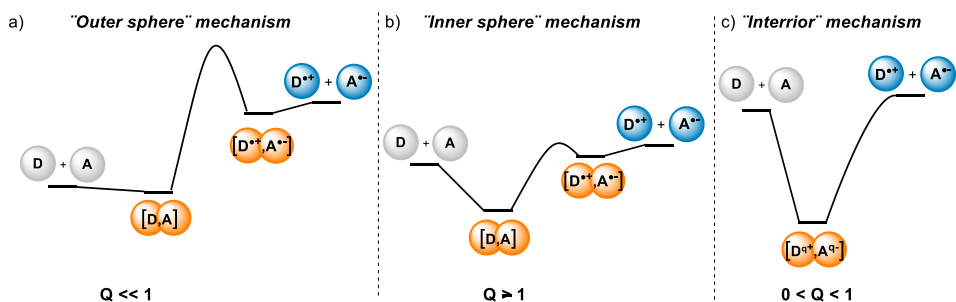 a) ¨Outer sphere¨ mechanism
D + A
[D,A]
[D•+,A•-]
D•+ + A•-
Q << 1
b) ¨Inner sphere¨ mechanism
D + A
[D,A]
[D•+,A•-]
D•+ + A•-
Q > 1
c) ¨Interrior¨ mechanism
D + A
[Dq+,Aq-]
D•+ + A•-
0 < Q < 1